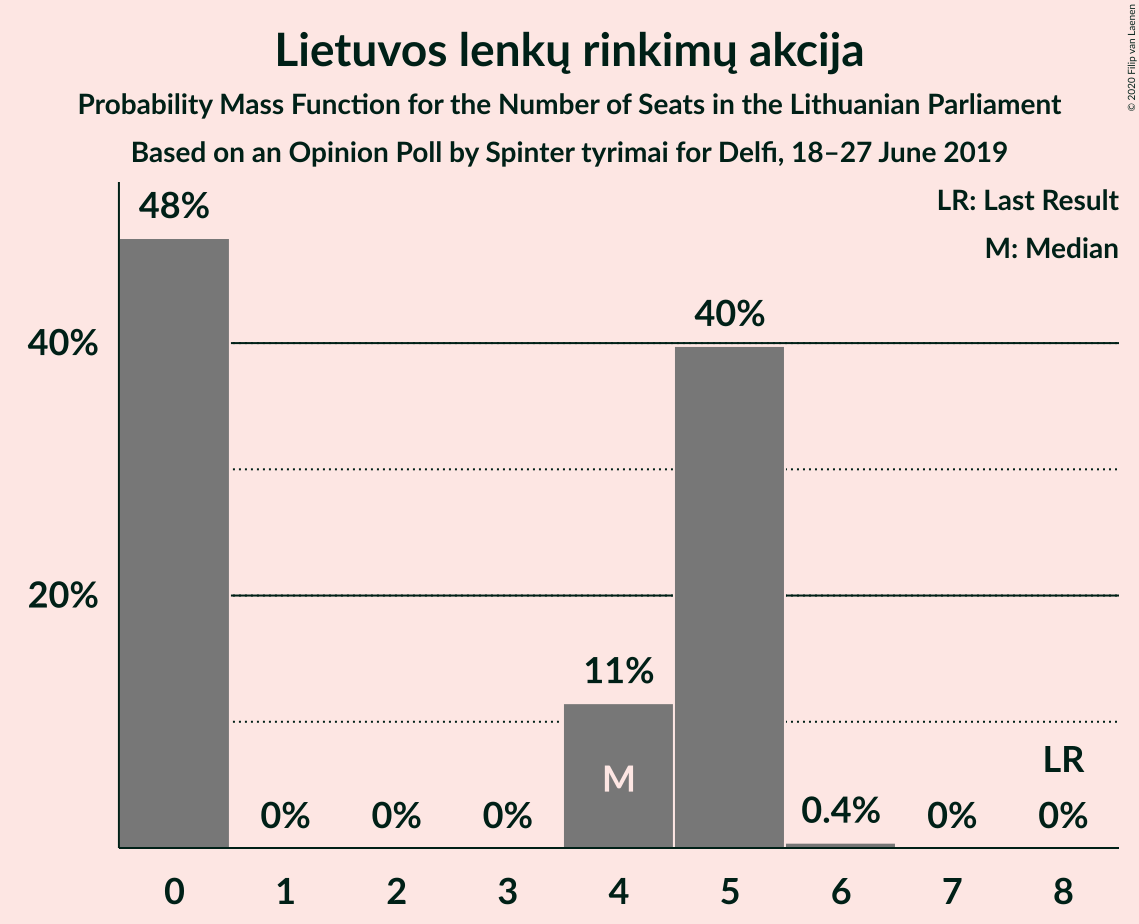 Lietuvos lenkų rinkimų akcija
Probability Mass Function for the Number of Seats in the Lithuanian Parliament
Based on an Opinion Poll by Spinter tyrimai for Delfi, 18–27 June 2019
© 2020 Filip van Laenen
LR: Last Result
M: Median
48%
40%
40%
20%
11%
M
LR
0%
0%
0%
0.4%
0%
0%
0 1 2 3 4 5 6 7 8